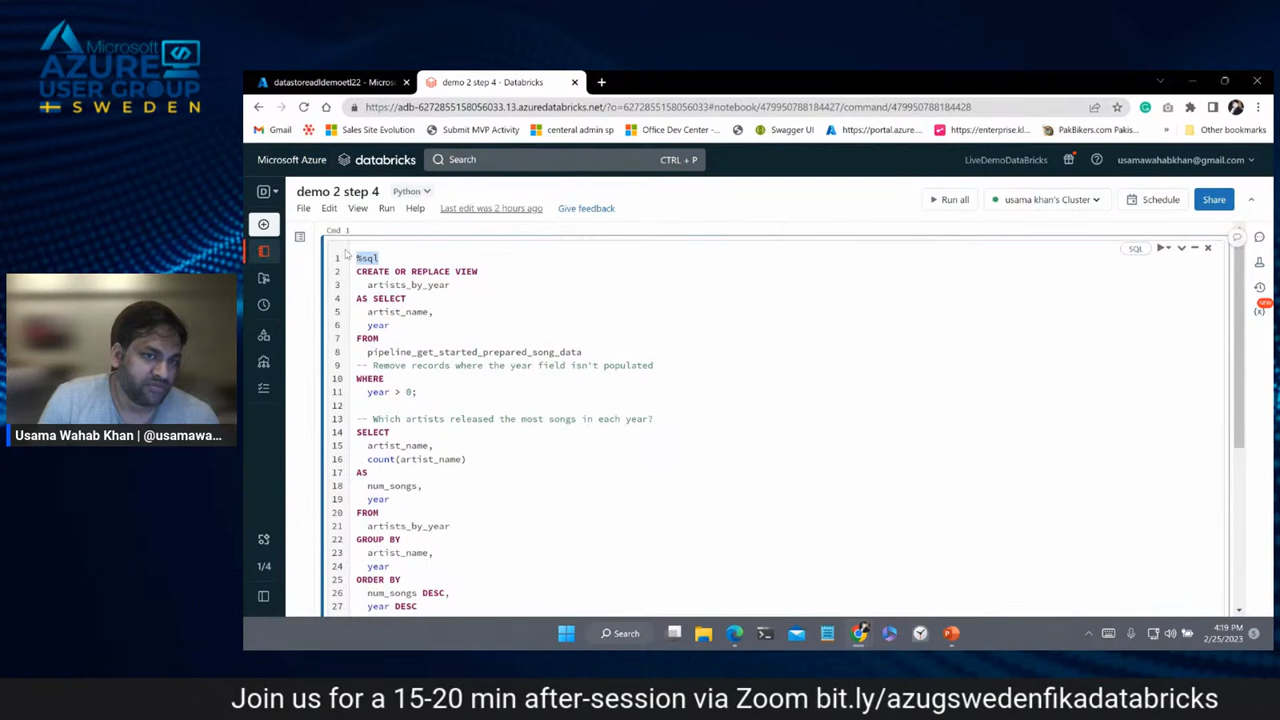 Microsoft
AZURE
USER GROUP
SWEDEN
datastoreadldemoetl22 - Micros
demo 2 step 4 - Databricks
https://adb-6272855158056033.13.azuredatabricks.net/?o=6272855158056033#notebook/479950788184427/command/479950788184428
Gmail
Sales Site Evolution
Submit MVP Activity
centeral admin sp
Office Dev Center -...
Swagger UI
https://portal.azure...
https://enterprise.kl...
PakBikers.com Pakis...
»
Other bookmarks
Microsoft Azure
databricks
Search
CTRL + P
LiveDemoDataBricks
usamawahabkhan@gmail.com
D
demo 2 step 4
Python
Run all
usama khan's Cluster
Schedule
Share
File
Edit
View
Run
Help
Last edit was 2 hours ago
Give feedback
Cmd 1
SQL
NEW
1 %sql
2 CREATE OR REPLACE VIEW
3 artists_by_year
4 AS SELECT
5 artist_name,
6 year
7 FROM
8 pipeline_get_started_prepared_song_data
9 -- Remove records where the year field isn't populated
10 WHERE
11 year > 0;
12
13 -- Which artists released the most songs in each year?
14 SELECT
15 artist_name,
16 count(artist_name)
17 AS
18 num_songs,
19 year
20 FROM
21 artists_by_year
22 GROUP BY
23 artist_name,
24 year
25 ORDER BY
26 num_songs DESC,
27 year DESC
1/4
Usama Wahab Khan | @usamawa...
Search
4:19 PM
2/25/2023
Join us for a 15-20 min after-session via Zoom bit.ly/azugswedenfikadatabricks